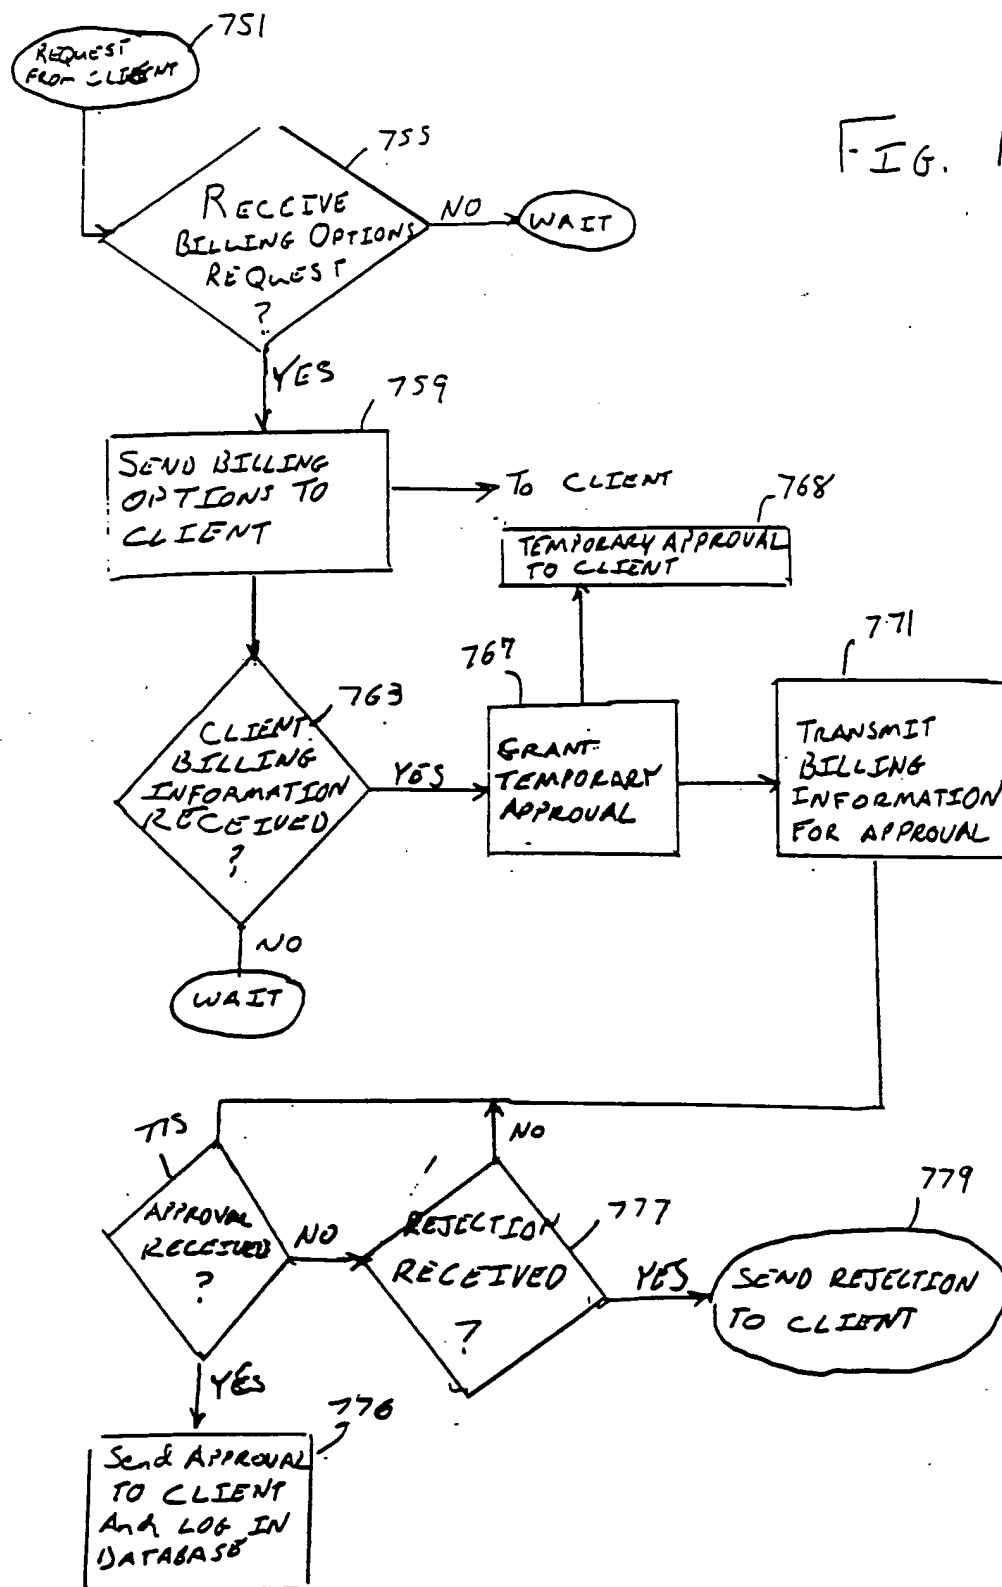 751
REQUEST
FROM CLIENT
FIG.
755
RECEIVE
BILLING OPTIONS
REQUEST
?
NO
WAIT
YES
759
SEND BILLING
OPTIONS TO
CLIENT
TO CLIENT
768
TEMPORARY APPROVAL
TO CLIENT
763
CLIENT
BILLING
INFORMATION
RECEIVED
?
YES
767
GRANT
TEMPORARY
APPROVAL
771
TRANSMIT
BILLING
INFORMATION
FOR APPROVAL
NO
WAIT
775
APPROVAL
RECEIVED
?
NO
NO
777
REJECTION
RECEIVED
?
YES
779
SEND REJECTION
TO CLIENT
YES
776
Send APPROVAL
TO CLIENT
And LOG IN
DATABASE